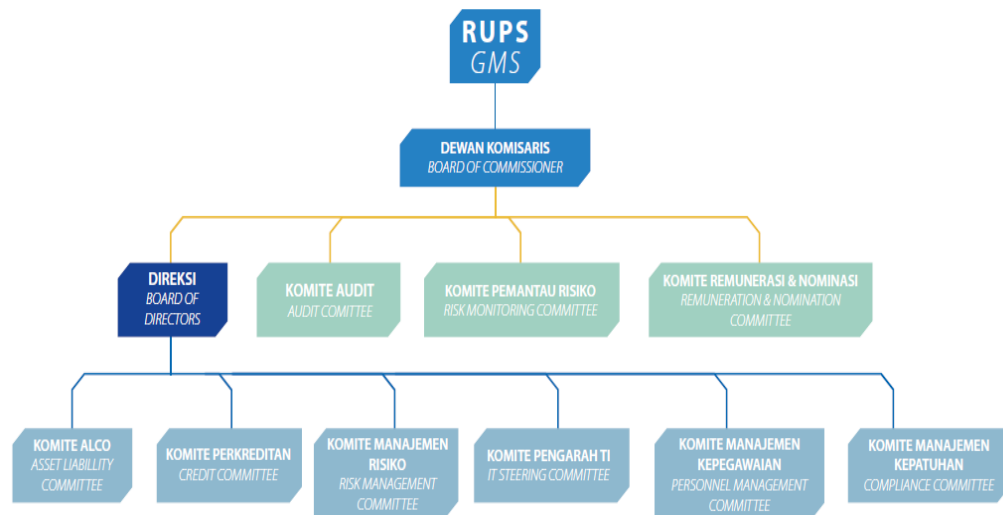 RUPS
GMS
DEWAN KOMISARIS
BOARD OF COMMISSIONER
DIREKSI
BOARD OF
DIRECTORS
KOMITE AUDIT
AUDIT COMITTEE
KOMITE PEMANTAU RISIKO
RISK MONITORING COMMITTEE
KOMITE REMUNERASI & NOMINASI
REMUNERATION & NOMINATION
COMMITTEE
KOMITE ALCO
ASSET LIABILLITY
COMMITTEE
KOMITE PERKREDITAN
CREDIT COMMITTEE
KOMITE MANAJEMEN
RISIKO
RISK MANAGEMENT
COMMITTEE
KOMITE PENGARAH TI
IT STEERING COMMITTEE
KOMITE MANAJEMEN
KEPEGAWAIAN
PERSONNEL MANAGEMENT
COMMITTEE
KOMITE MANAJEMEN
KEPATUHAN
COMPLIANCE COMMITTEE